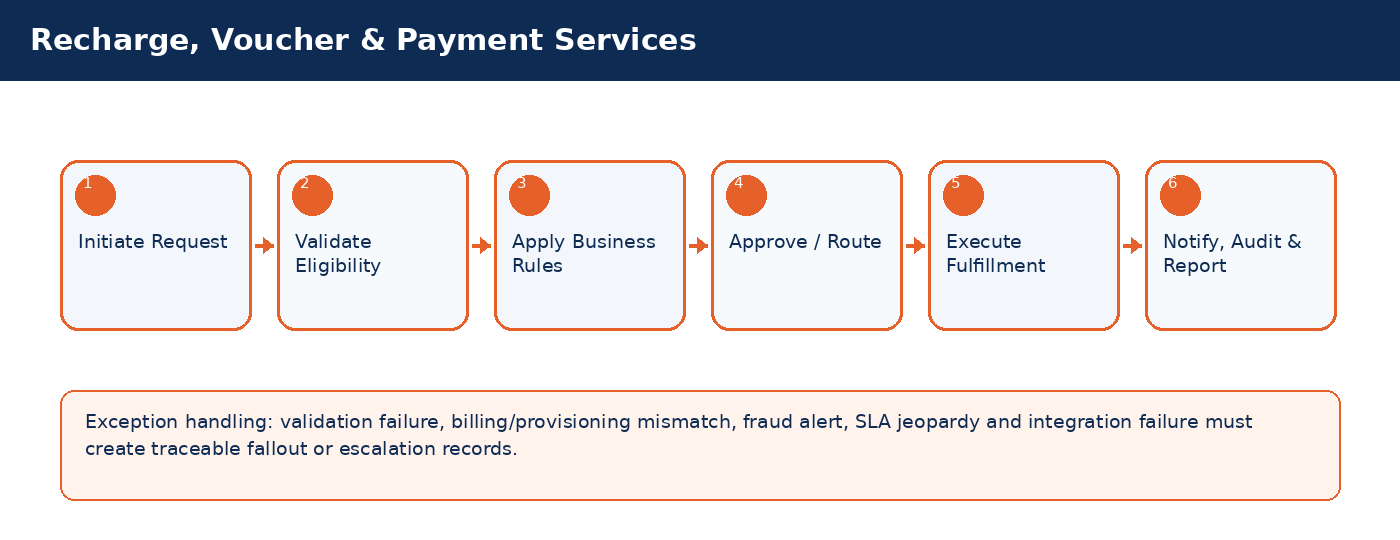 Recharge, Voucher & Payment Services
1
Initiate Request
2
Validate
Eligibility
3
Apply Business
Rules
4
Approve / Route
5
Execute
Fulfillment
6
Notify, Audit &
Report
Exception handling: validation failure, billing/provisioning mismatch, fraud alert, SLA jeopardy and integration failure must
create traceable fallout or escalation records.